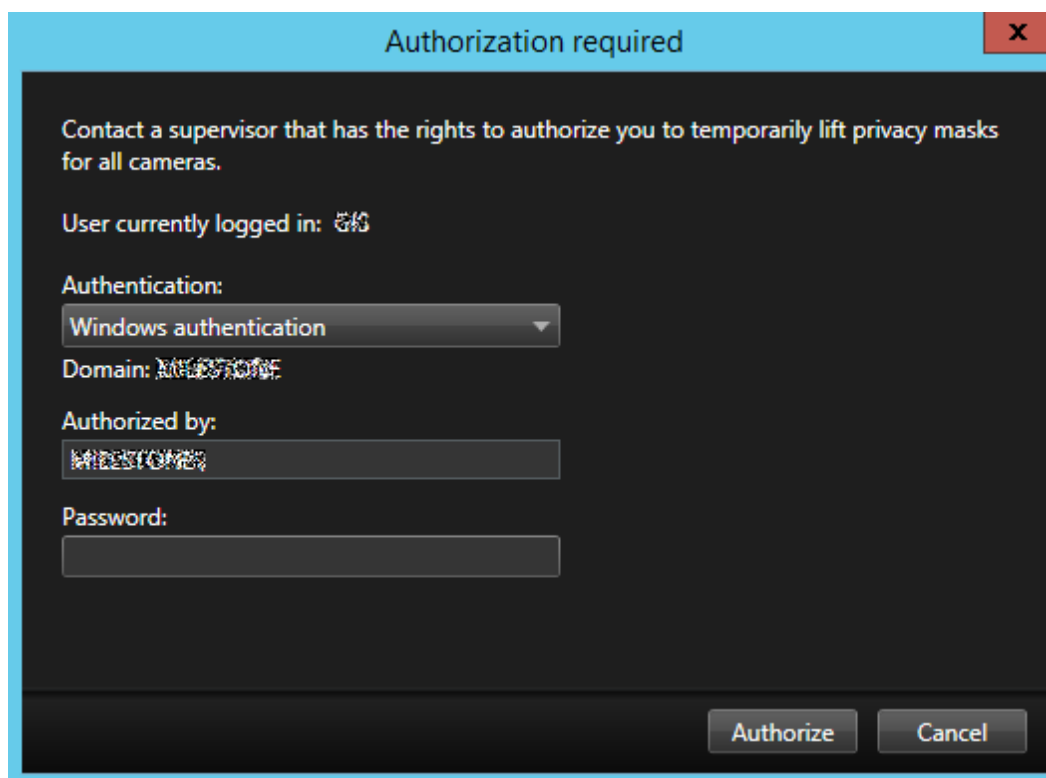 Authorization required
x
Contact a supervisor that has the rights to authorize you to temporarily lift privacy masks
for all cameras.
User currently logged in:
Authentication:
Windows authentication
Domain:
Authorized by:
Password:
Authorize
Cancel